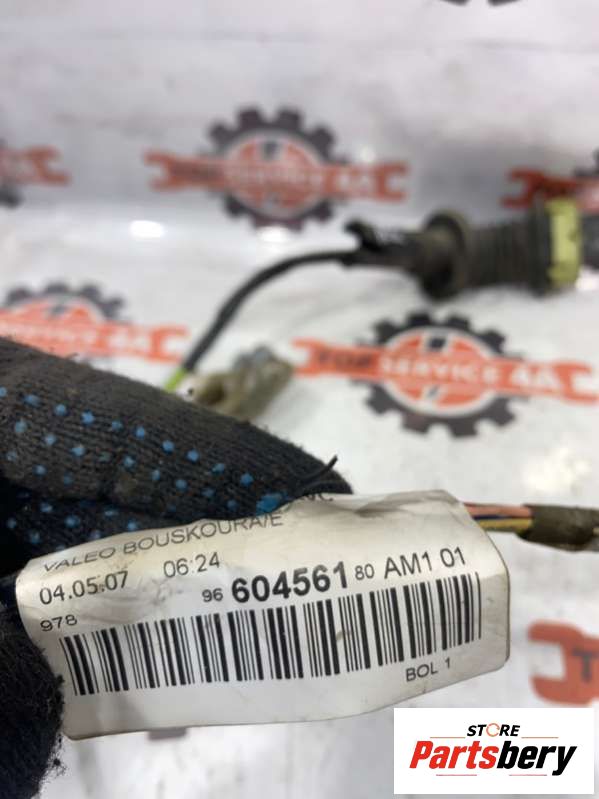 TOP SERVICE 4A
VALEO BOUSKOURA/E
04.05.07 06:24
96 604561 80 AM1 01
978
BOL 1
STORE
Partsbery